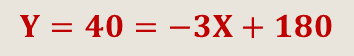 Y = 40 = −3X + 180